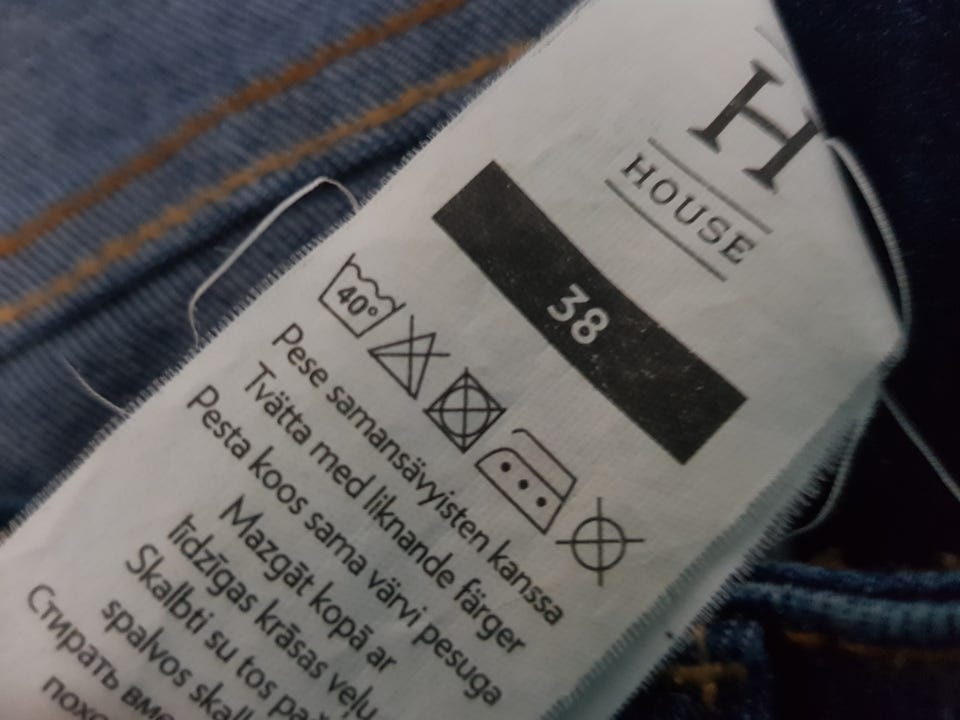 H
HOUSE
38
40°
Pese samansävyisten kanssa
Tvätta med liknande färger
Pesta koos sama värvi pesuga
Mazgāt kopā ar
līdzīgas krāsas veļu
Skalbti su tos
spalvos
Стирать